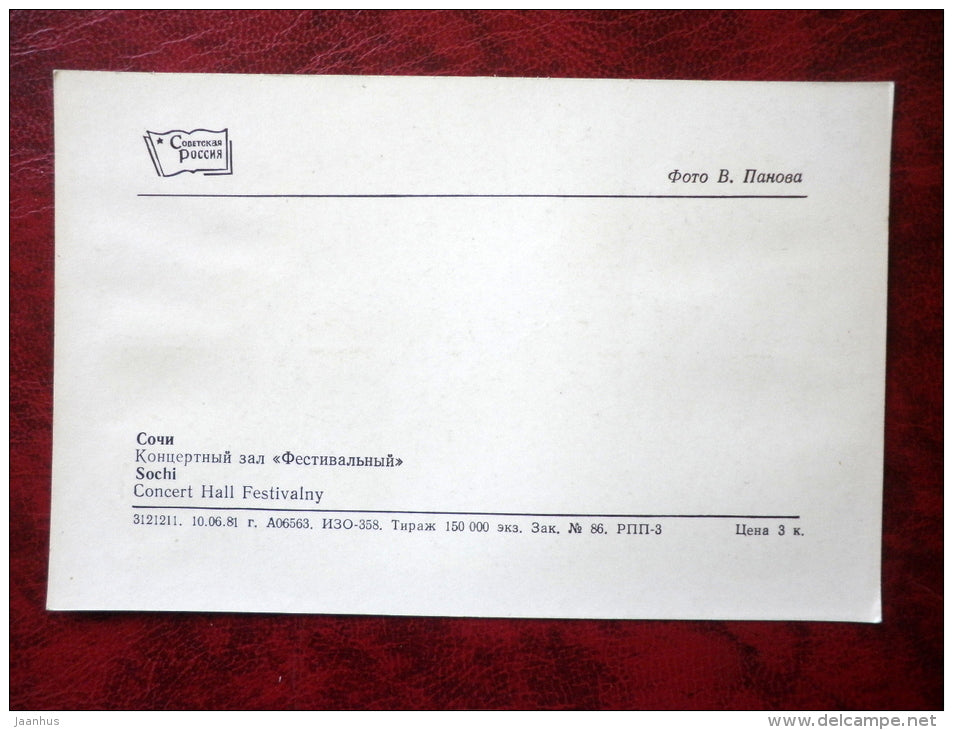 СОВЕТСКАЯ
РОССИЯ
Фото В. Панова
Сочи
Концертный зал «Фестивальный»
Sochi
Concert Hall Festivalny
3121211. 10.06.81 г. А06563. ИЗО-358. Тираж 150 000 экз. Зак. № 86. РПП-3 Цена 3 к.
jaanhus
www.delcampe.net